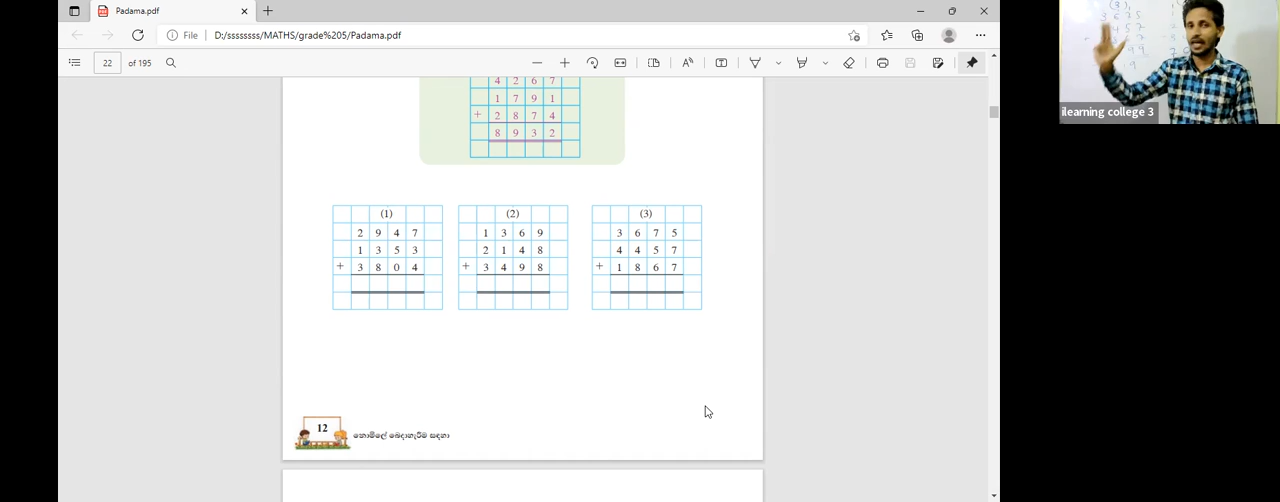 Padama.pdf
File D:/ssssssss/MATHS/grade%205/Padama.pdf
22 of 195
4 2 6 7
1 7 9 1
+ 2 8 7 4
8 9 3 2
(1)
2 9 4 7
1 3 5 3
+ 3 8 0 4
(2)
1 3 6 9
2 1 4 8
+ 3 4 9 8
(3)
3 6 7 5
4 4 5 7
+ 1 8 6 7
12
නොමිලේ බෙදාහැරීම සඳහා
ilearning college 3